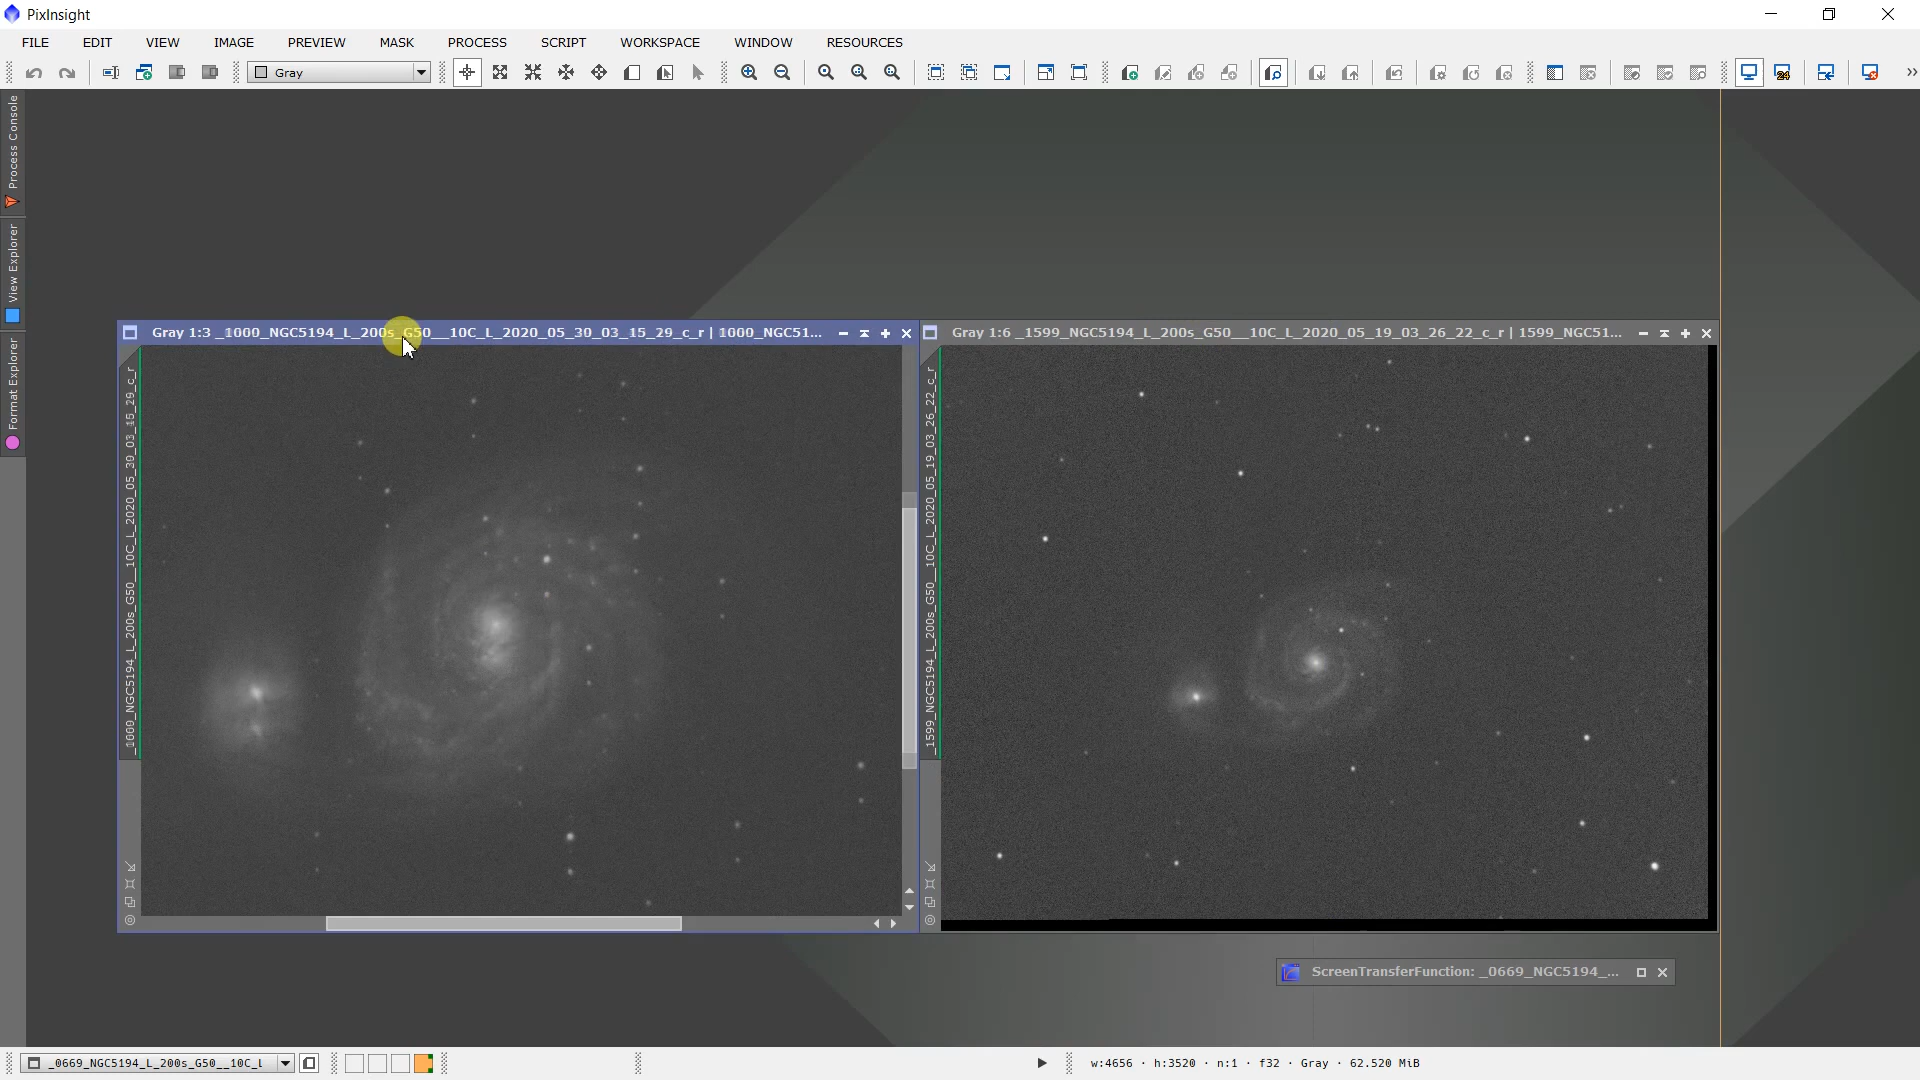 PixInsight
FILE EDIT VIEW IMAGE PREVIEW MASK PROCESS SCRIPT WORKSPACE WINDOW RESOURCES
Gray
24
Process Console
View Explorer
Format Explorer
Gray 1:3 _1000_NGC5194_L_200s_G50__10C_L_2020_05_30_03_15_29_c_r | 1000_NGC51...
_1000_NGC5194_L_200s_G50__10C_L_2020_05_30_03_15_29_c_r
Gray 1:6 _1599_NGC5194_L_200s_G50__10C_L_2020_05_19_03_26_22_c_r | 1599_NGC51...
_1599_NGC5194_L_200s_G50__10C_L_2020_05_19_03_26_22_c_r
ScreenTransferFunction: _0669_NGC5194_...
_0669_NGC5194_L_200s_G50__10C_L
w:4656 · h:3520 · n:1 · f32 · Gray · 62.520 MiB